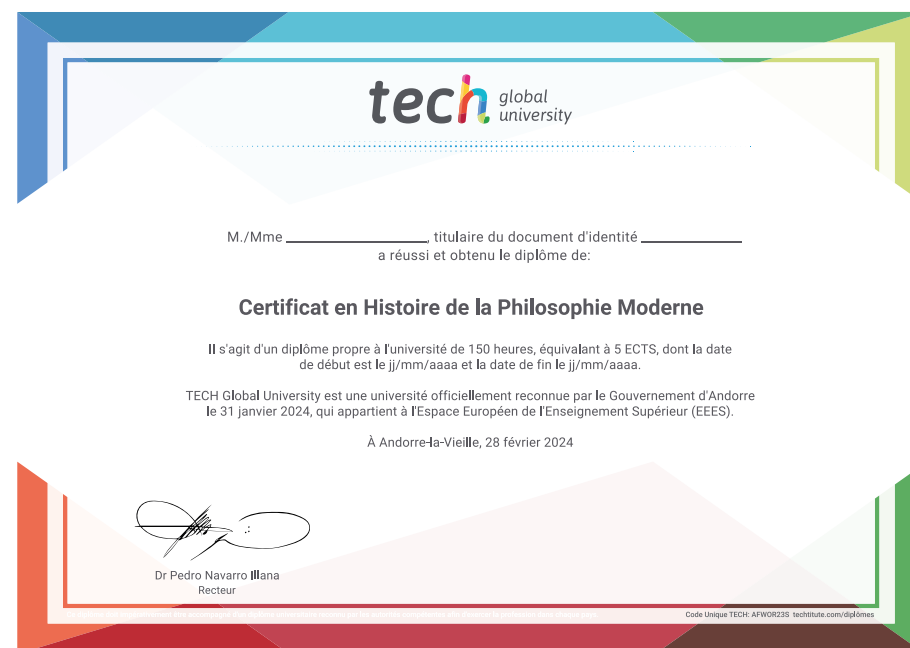 tech global university
M./Mme ____________, titulaire du document d'identité ____________
a réussi et obtenu le diplôme de:
Certificat en Histoire de la Philosophie Moderne
Il s'agit d'un diplôme propre à l'université de 150 heures, équivalant à 5 ECTS, dont la date
de début est le jj/mm/aaaa et la date de fin le jj/mm/aaaa.
TECH Global University est une université officiellement reconnue par le Gouvernement d'Andorre
le 31 janvier 2024, qui appartient à l'Espace Européen de l'Enseignement Supérieur (EEES).
À Andorre-la-Vieille, 28 février 2024
Dr Pedro Navarro Illana
Recteur
Code Unique TECH: AFWOR23S techtitute.com/diplômes